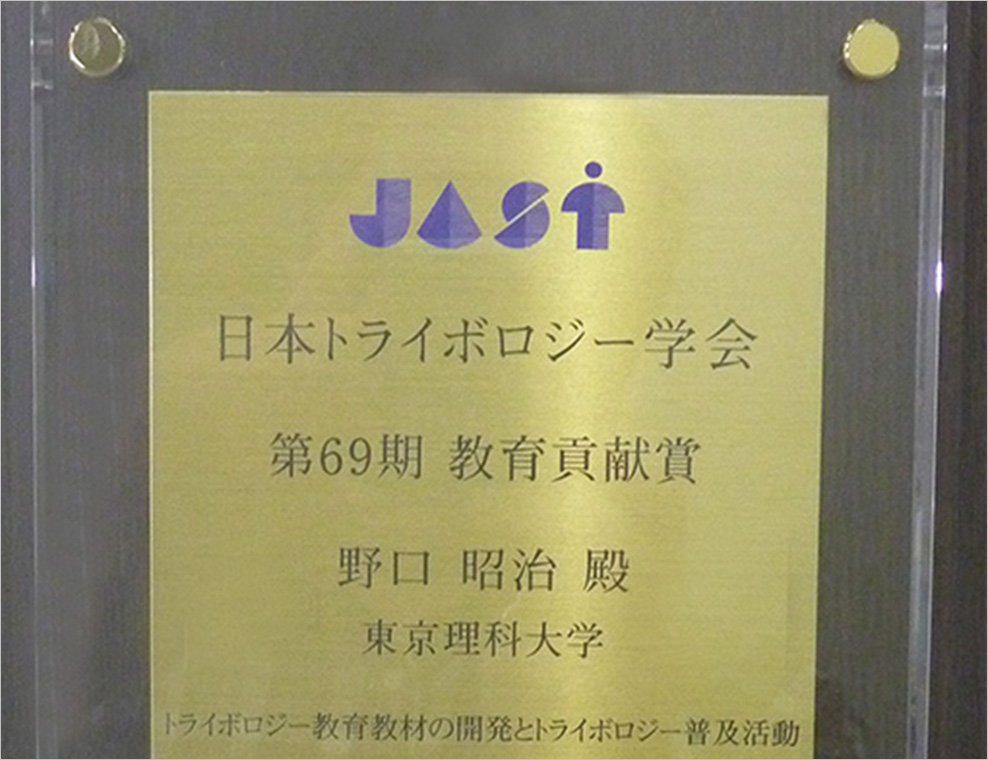 JAST
日本トライボロジー学会
第69期 教育貢献賞
野口 昭治 殿
東京理科大学
トライボロジー教育教材の開発とトライボロジー普及活動